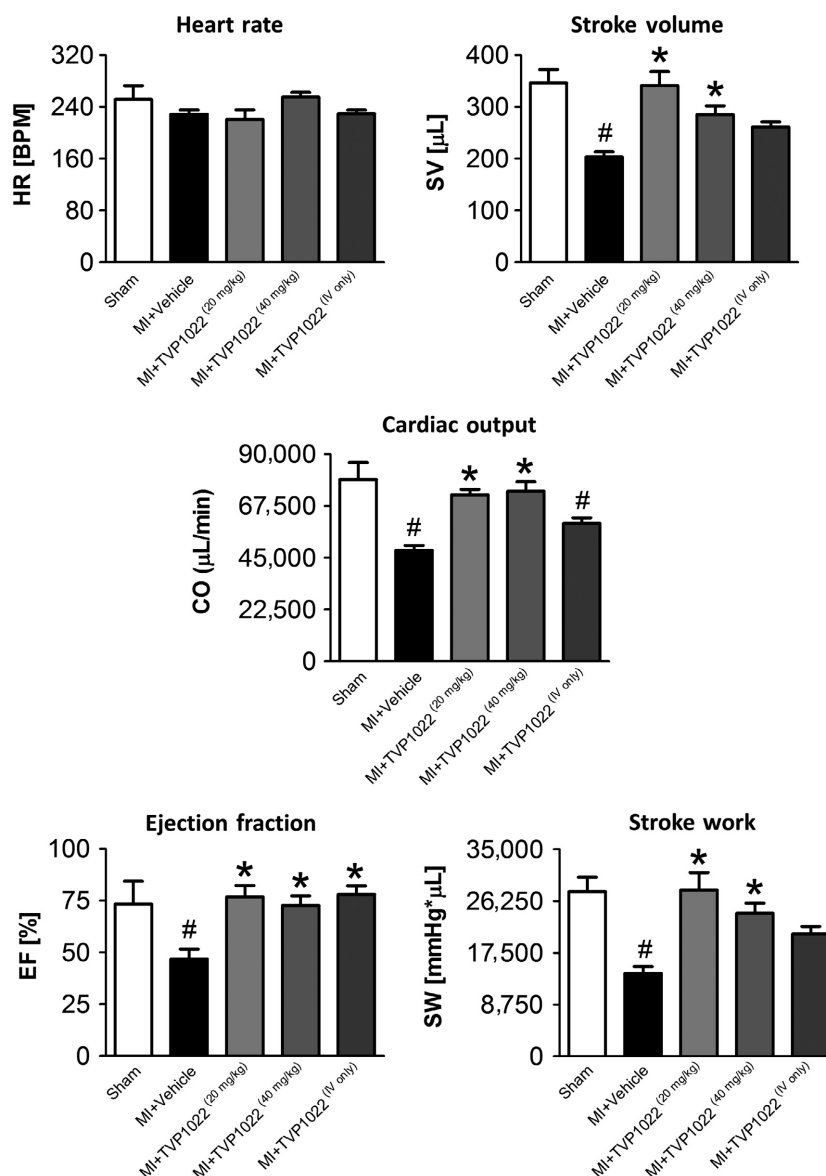 Heart rate
HR [BPM]
320
240
160
80
0
Sham
MI+Vehicle
MI+TVP1022 (20 mg/kg)
MI+TVP1022 (40 mg/kg)
MI+TVP1022 (IV only)
Stroke volume
SV [μL]
400
300
200
100
0
#
*
*
Sham
MI+Vehicle
MI+TVP1022 (20 mg/kg)
MI+TVP1022 (40 mg/kg)
MI+TVP1022 (IV only)
Cardiac output
CO (μL/min)
90,000
67,500
45,000
22,500
0
#
*
*
#
Sham
MI+Vehicle
MI+TVP1022 (20 mg/kg)
MI+TVP1022 (40 mg/kg)
MI+TVP1022 (IV only)
Ejection fraction
EF [%]
100
75
50
25
0
#
*
*
*
Sham
MI+Vehicle
MI+TVP1022 (20 mg/kg)
MI+TVP1022 (40 mg/kg)
MI+TVP1022 (IV only)
Stroke work
SW [mmHg*μL]
35,000
26,250
17,500
8,750
0
#
*
*
Sham
MI+Vehicle
MI+TVP1022 (20 mg/kg)
MI+TVP1022 (40 mg/kg)
MI+TVP1022 (IV only)